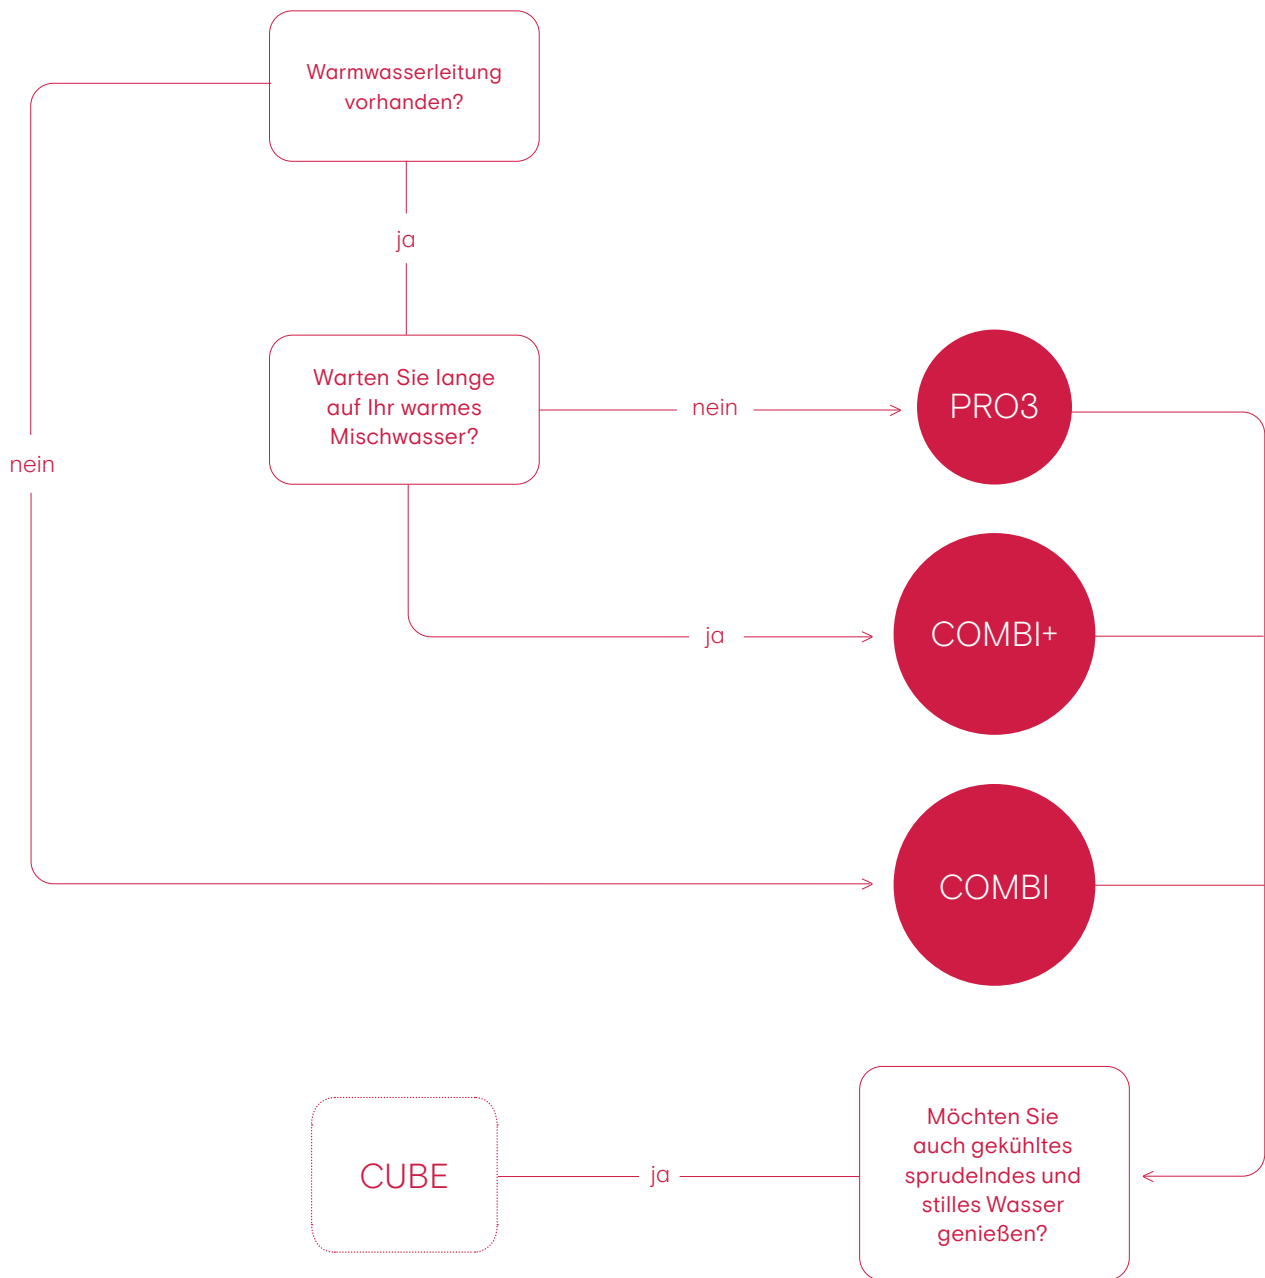 Warmwasserleitung
vorhanden?
ja
Warten Sie lange
auf Ihr warmes
Mischwasser?
nein
PRO3
nein
ja
COMBI+
COMBI
Möchten Sie
auch gekühltes
sprudelndes und
stilles Wasser
genießen?
ja
CUBE